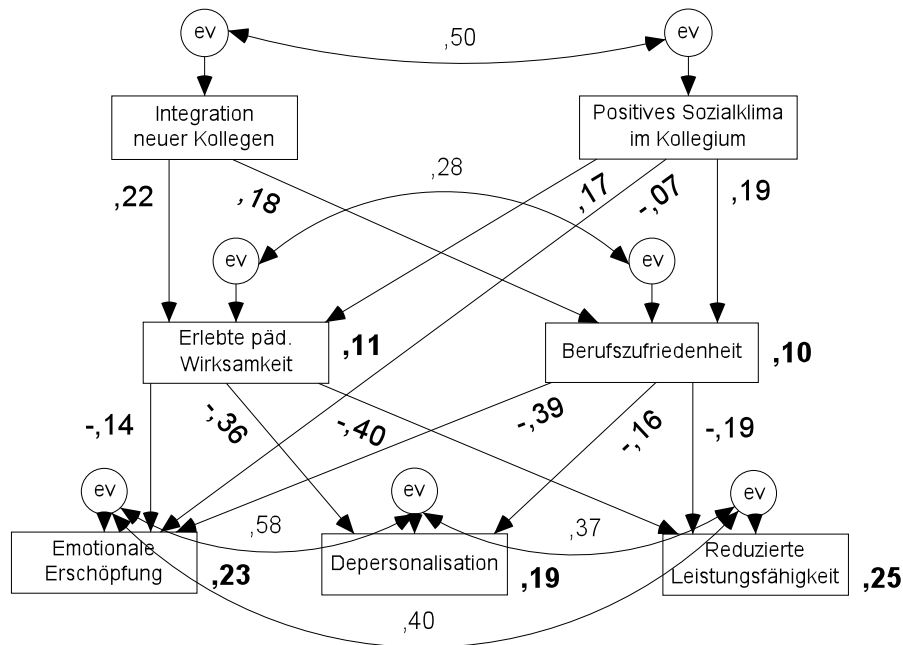 ev
,50
ev
Integration
neuer Kollegen
Positives Sozialklima
im Kollegium
,22
,18
,28
,17
-,07
,19
ev
ev
Erlebte päd.
Wirksamkeit
,11
Berufszufriedenheit
,10
-,14
-,36
-,40
-,39
-,16
-,19
ev
ev
ev
,58
,37
Emotionale
Erschöpfung
,23
Depersonalisation
,19
Reduzierte
Leistungsfähigkeit
,25
,40